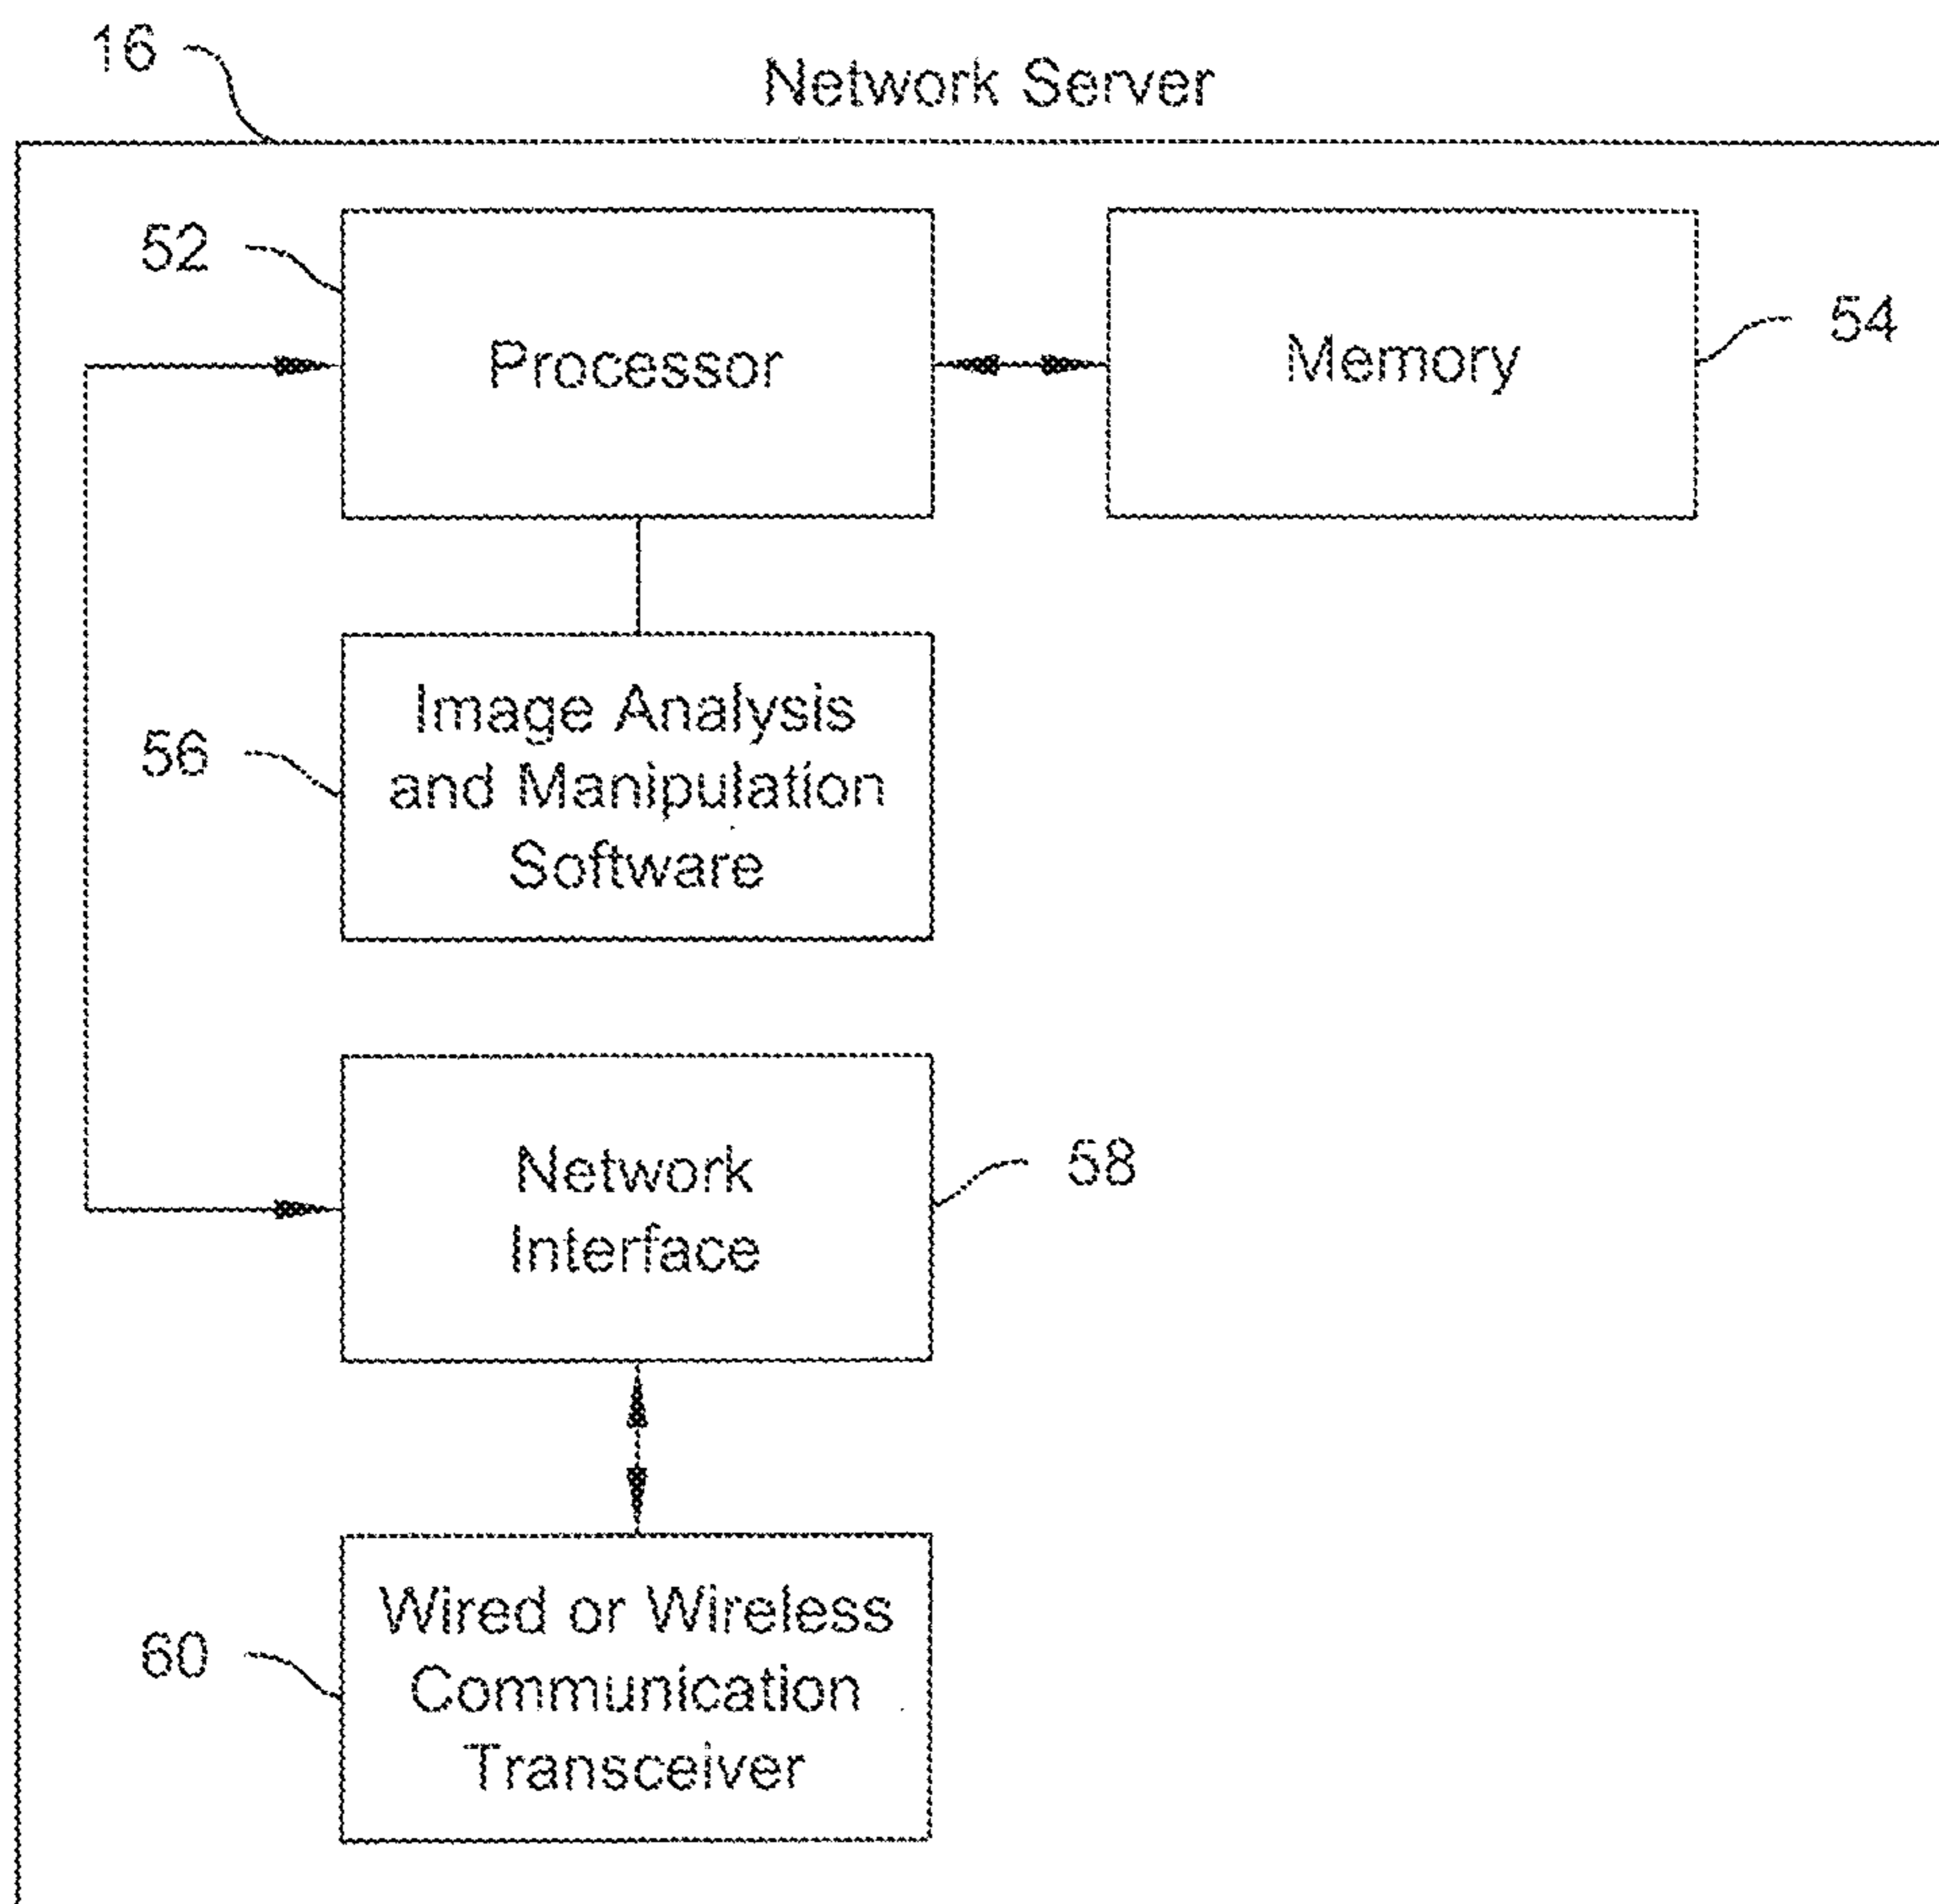 16
Network Server
52
Processor
Memory
54
56
Image Analysis
and Manipulation
Software
Network
Interface
58
60
Wired or Wireless
Communication
Transceiver